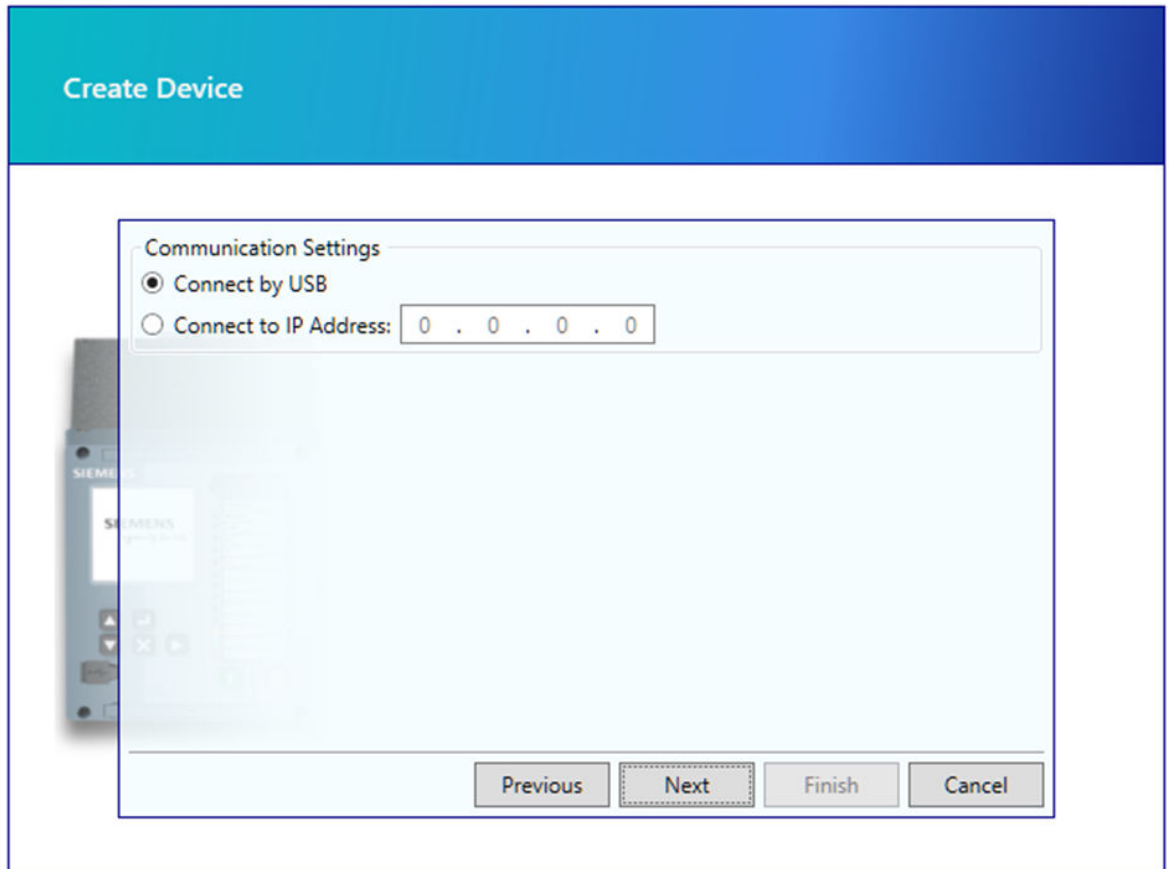 Create Device
Communication Settings
Connect by USB
Connect to IP Address: 0 . 0 . 0 . 0
SIEMENS
SIEMENS
Previous Next Finish Cancel